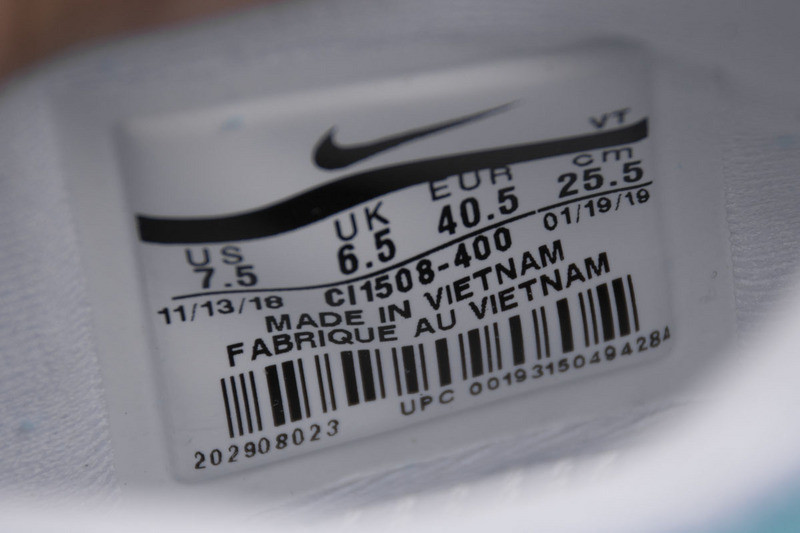 VT
US UK EUR cm
7.5 6.5 40.5 25.5
11/13/18 01/19/19
CI1508-400
MADE IN VIETNAM
FABRIQUE AU VIETNAM
202908023 UPC 00193150494284